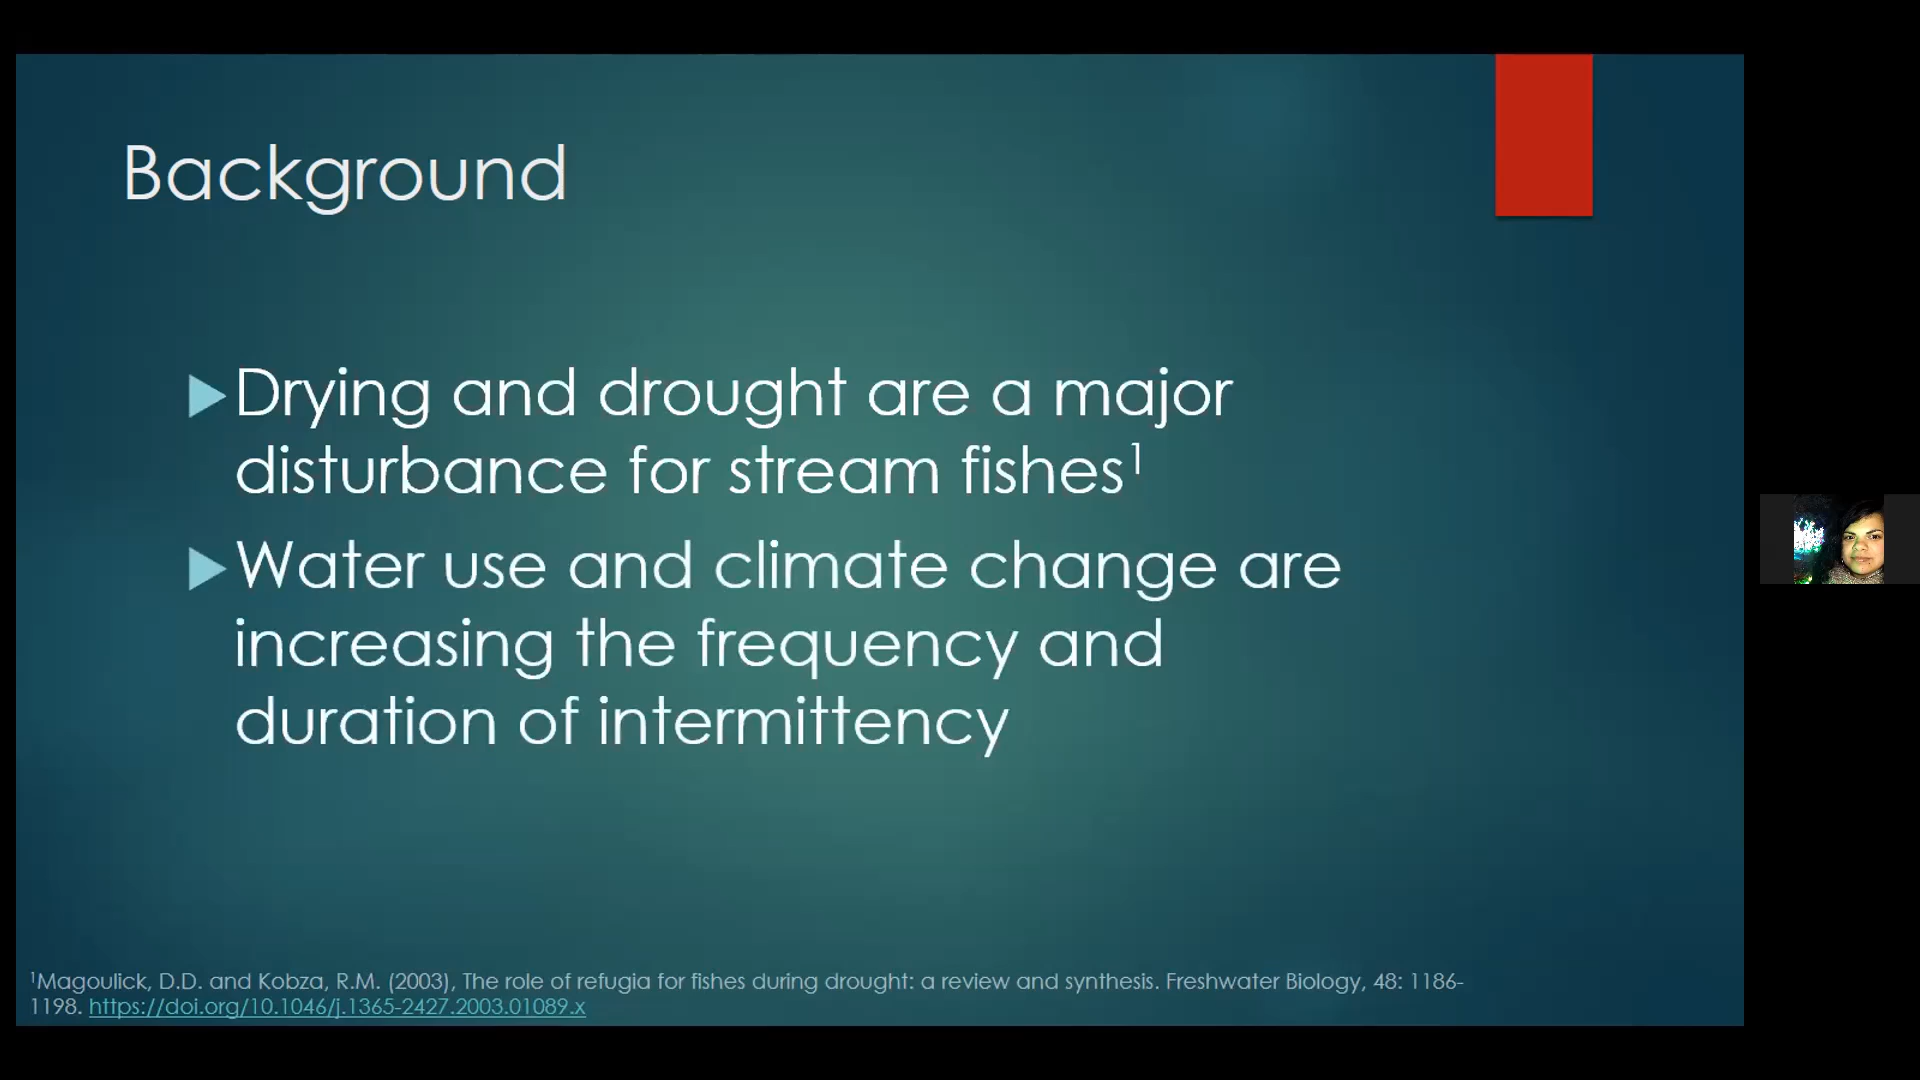 Background
Drying and drought are a major
disturbance for stream fishes¹
Water use and climate change are
increasing the frequency and
duration of intermittency
¹Magoulick, D.D. and Kobza, R.M. (2003), The role of refugia for fishes during drought: a review and synthesis. Freshwater Biology, 48: 1186-
1198. https://doi.org/10.1046/j.1365-2427.2003.01089.x